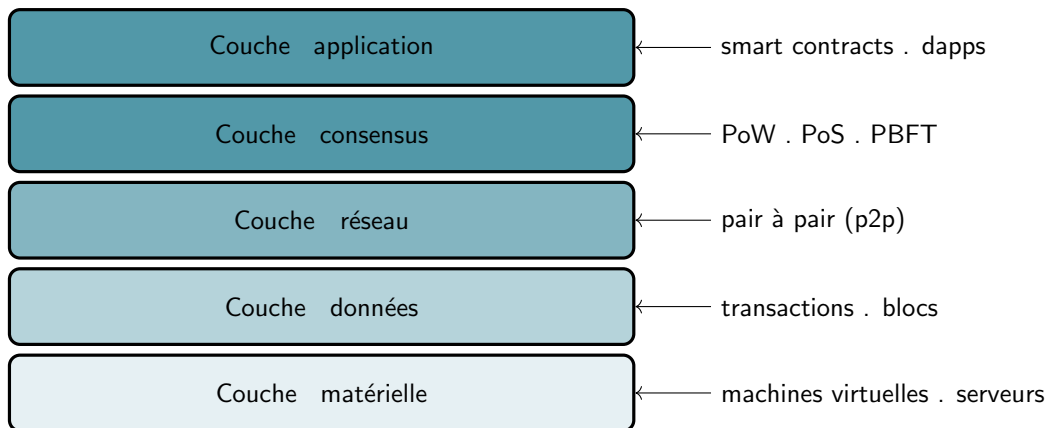 Couche application
smart contracts . dapps
Couche consensus
PoW . PoS . PBFT
Couche réseau
pair à pair (p2p)
Couche données
transactions . blocs
Couche matérielle
machines virtuelles . serveurs